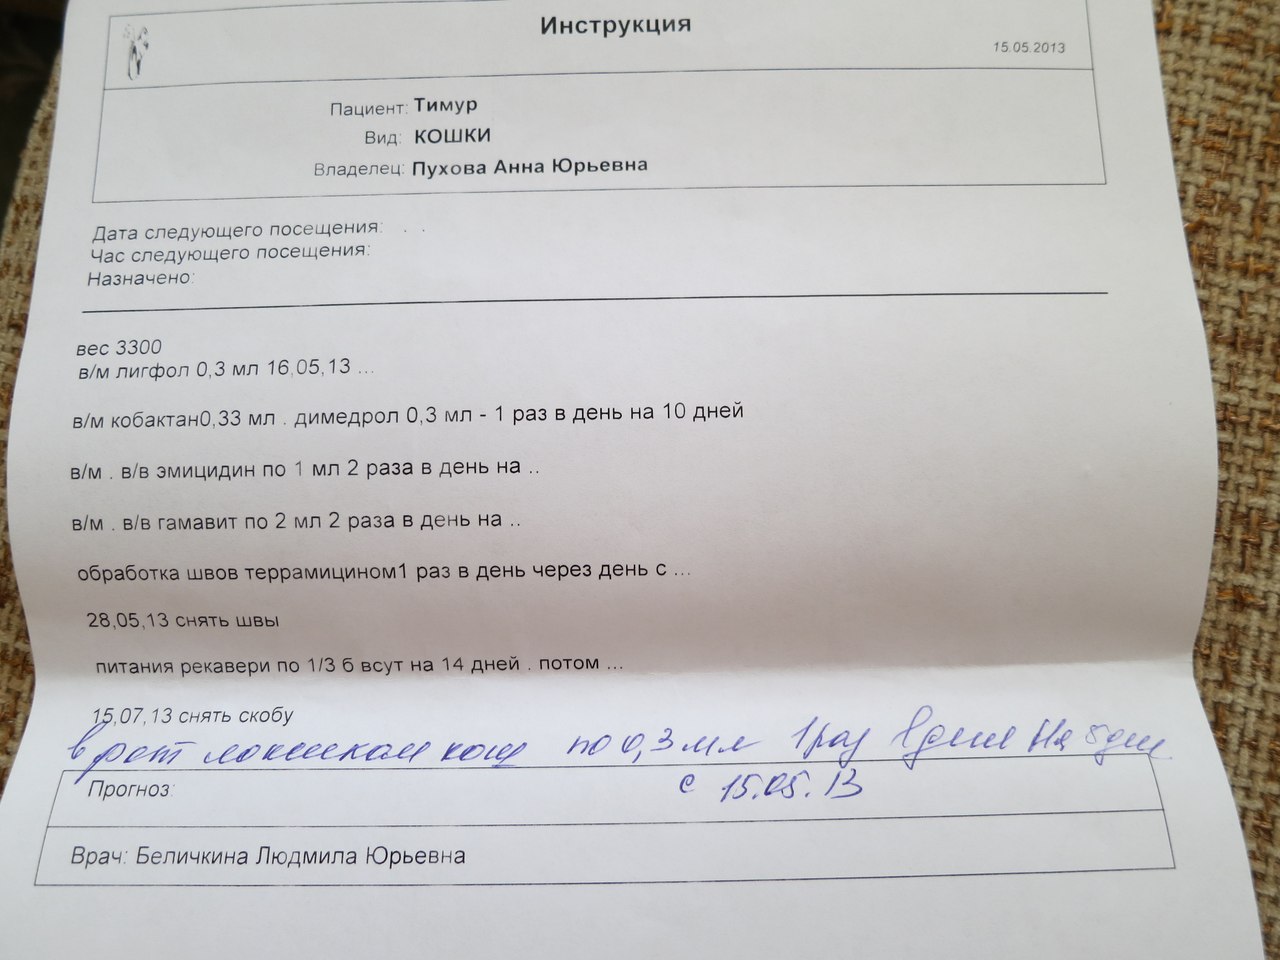 Инструкция
15.05.2013
Пациент: Тимур
Вид: КОШКИ
Владелец: Пухова Анна Юрьевна
Дата следующего посещения: . .
Час следующего посещения:
Назначено:
вес 3300
в/м лигфол 0,3 мл 16,05,13 ...
в/м кобактан0,33 мл . димедрол 0,3 мл - 1 раз в день на 10 дней
в/м . в/в эмицидин по 1 мл 2 раза в день на ..
в/м . в/в гамавит по 2 мл 2 раза в день на ..
обработка швов террамицином1 раз в день через день с ...
28,05,13 снять швы
питания рекавери по 1/3 б всут на 14 дней . потом ...
15,07,13 снять скобу
в рот локсиком кош по 0,3 мл 1 раз в день на 5 дн
с 15.05.13
Прогноз:
Врач: Беличкина Людмила Юрьевна